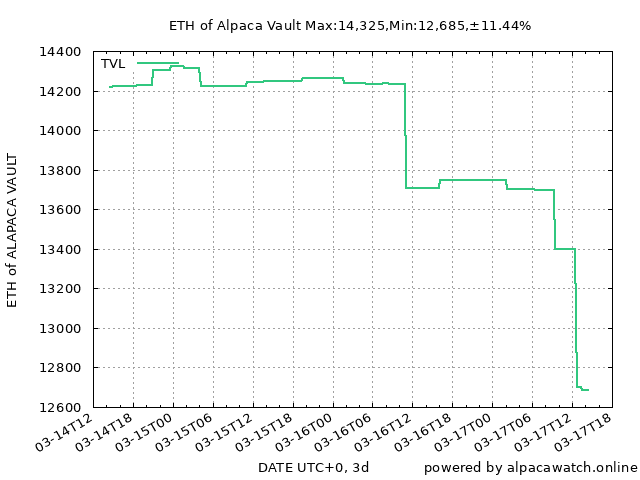 ETH of Alpaca Vault Max:14,325,Min:12,685,±11.44%
TVL
ETH of ALAPACA VAULT
14400
14200
14000
13800
13600
13400
13200
13000
12800
12600
03-14T12
03-14T18
03-15T00
03-15T06
03-15T12
03-15T18
03-16T00
03-16T06
03-16T12
03-16T18
03-17T00
03-17T06
03-17T12
03-17T18
DATE UTC+0, 3d
powered by alpacawatch.online